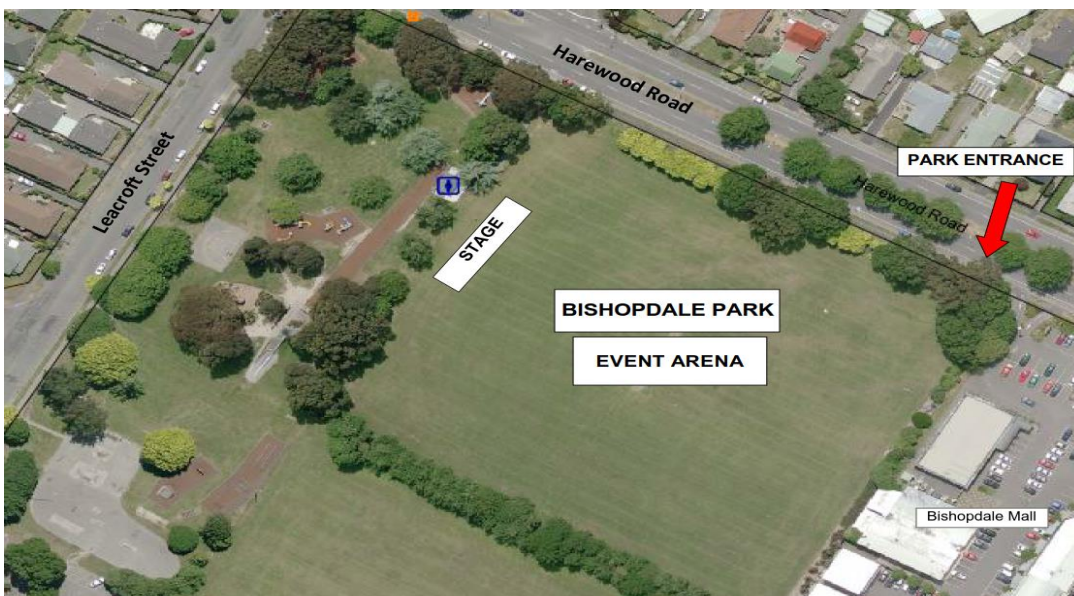 Harewood Road
PARK ENTRANCE
Leacroft Street
Harewood Road
STAGE
BISHOPDALE PARK
EVENT ARENA
Bishopdale Mall